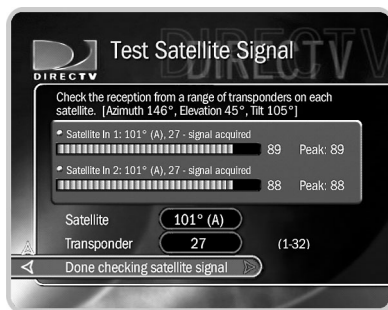 DIRECTV
Test Satellite Signal
DIRECTV
Check the reception from a range of transponders on each
satellite. [Azimuth 146°, Elevation 45°, Tilt 105°]
Satellite In 1: 101° (A), 27 - signal acquired
89 Peak: 89
Satellite In 2: 101° (A), 27 - signal acquired
88 Peak: 88
Satellite 101° (A)
Transponder 27 (1-32)
Done checking satellite signal